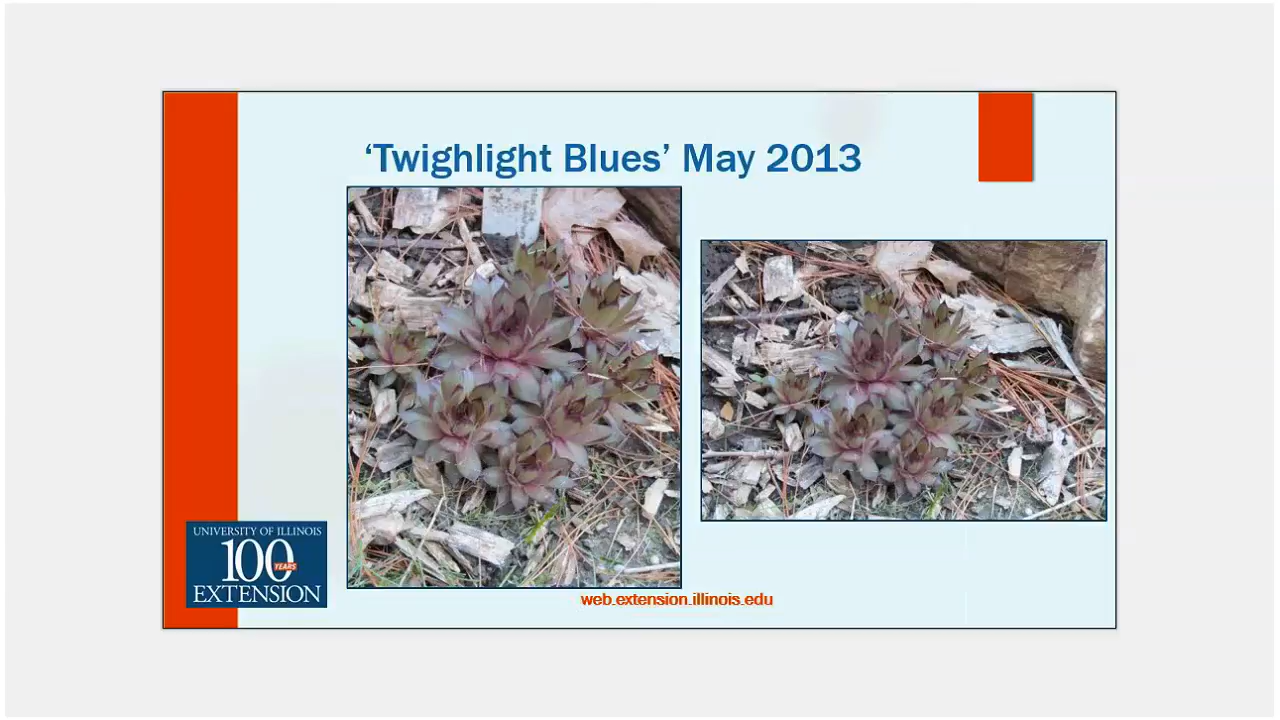 ‘Twighlight Blues’ May 2013
UNIVERSITY OF ILLINOIS
100
YEARS
EXTENSION
web.extension.illinois.edu